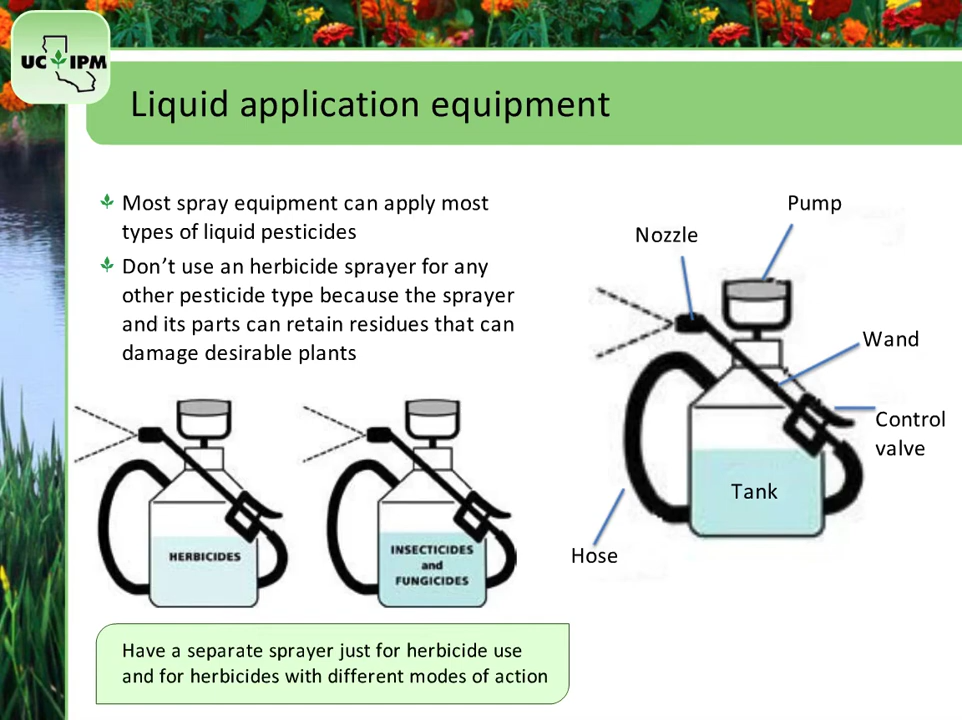 UC IPM
Liquid application equipment
Most spray equipment can apply most
types of liquid pesticides
Don’t use an herbicide sprayer for any
other pesticide type because the sprayer
and its parts can retain residues that can
damage desirable plants
Pump
Nozzle
Wand
Control
valve
Tank
Hose
HERBICIDES
INSECTICIDES
and
FUNGICIDES
Have a separate sprayer just for herbicide use
and for herbicides with different modes of action